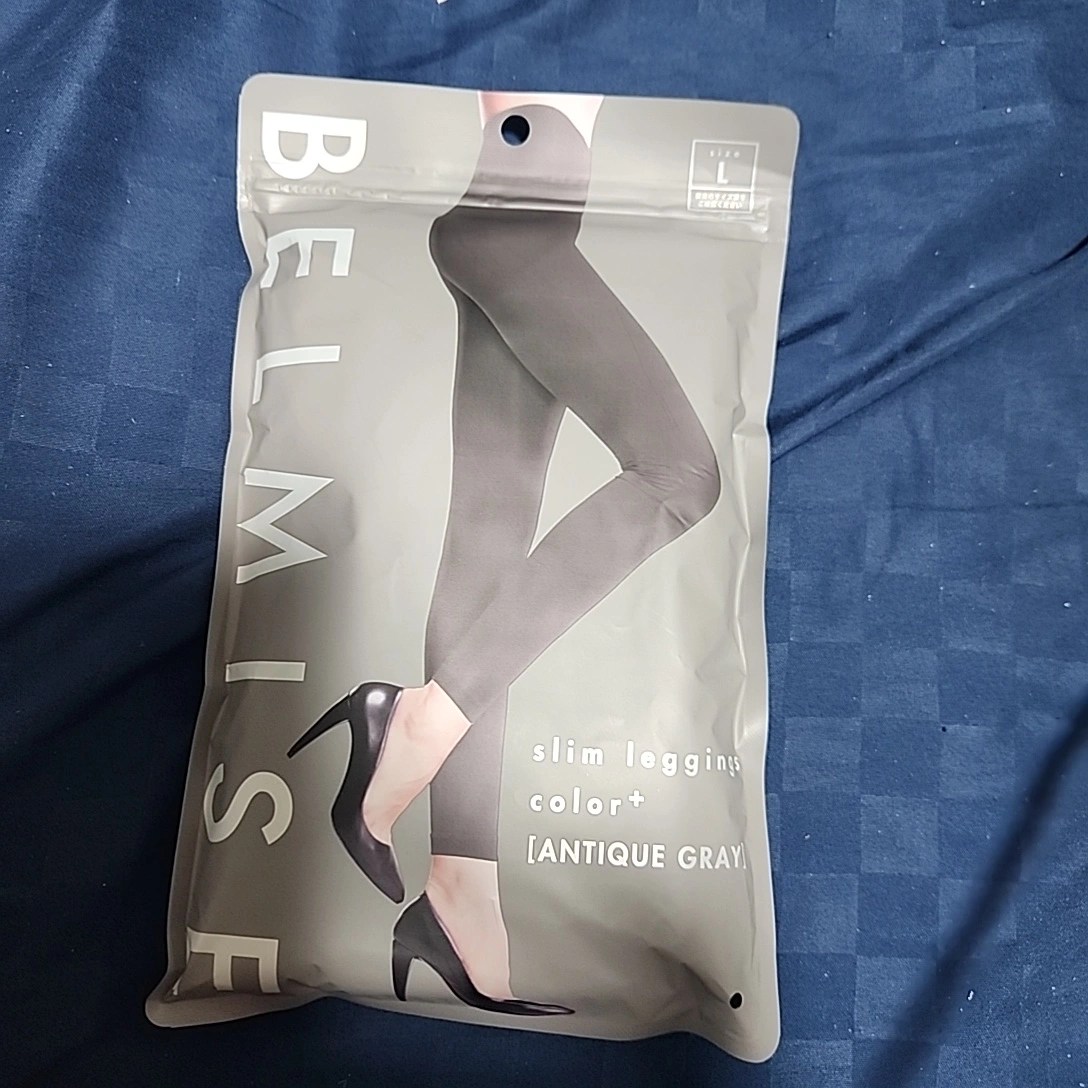 BELMISE
size
L
slim leggings
color+
[ANTIQUE GRAY]